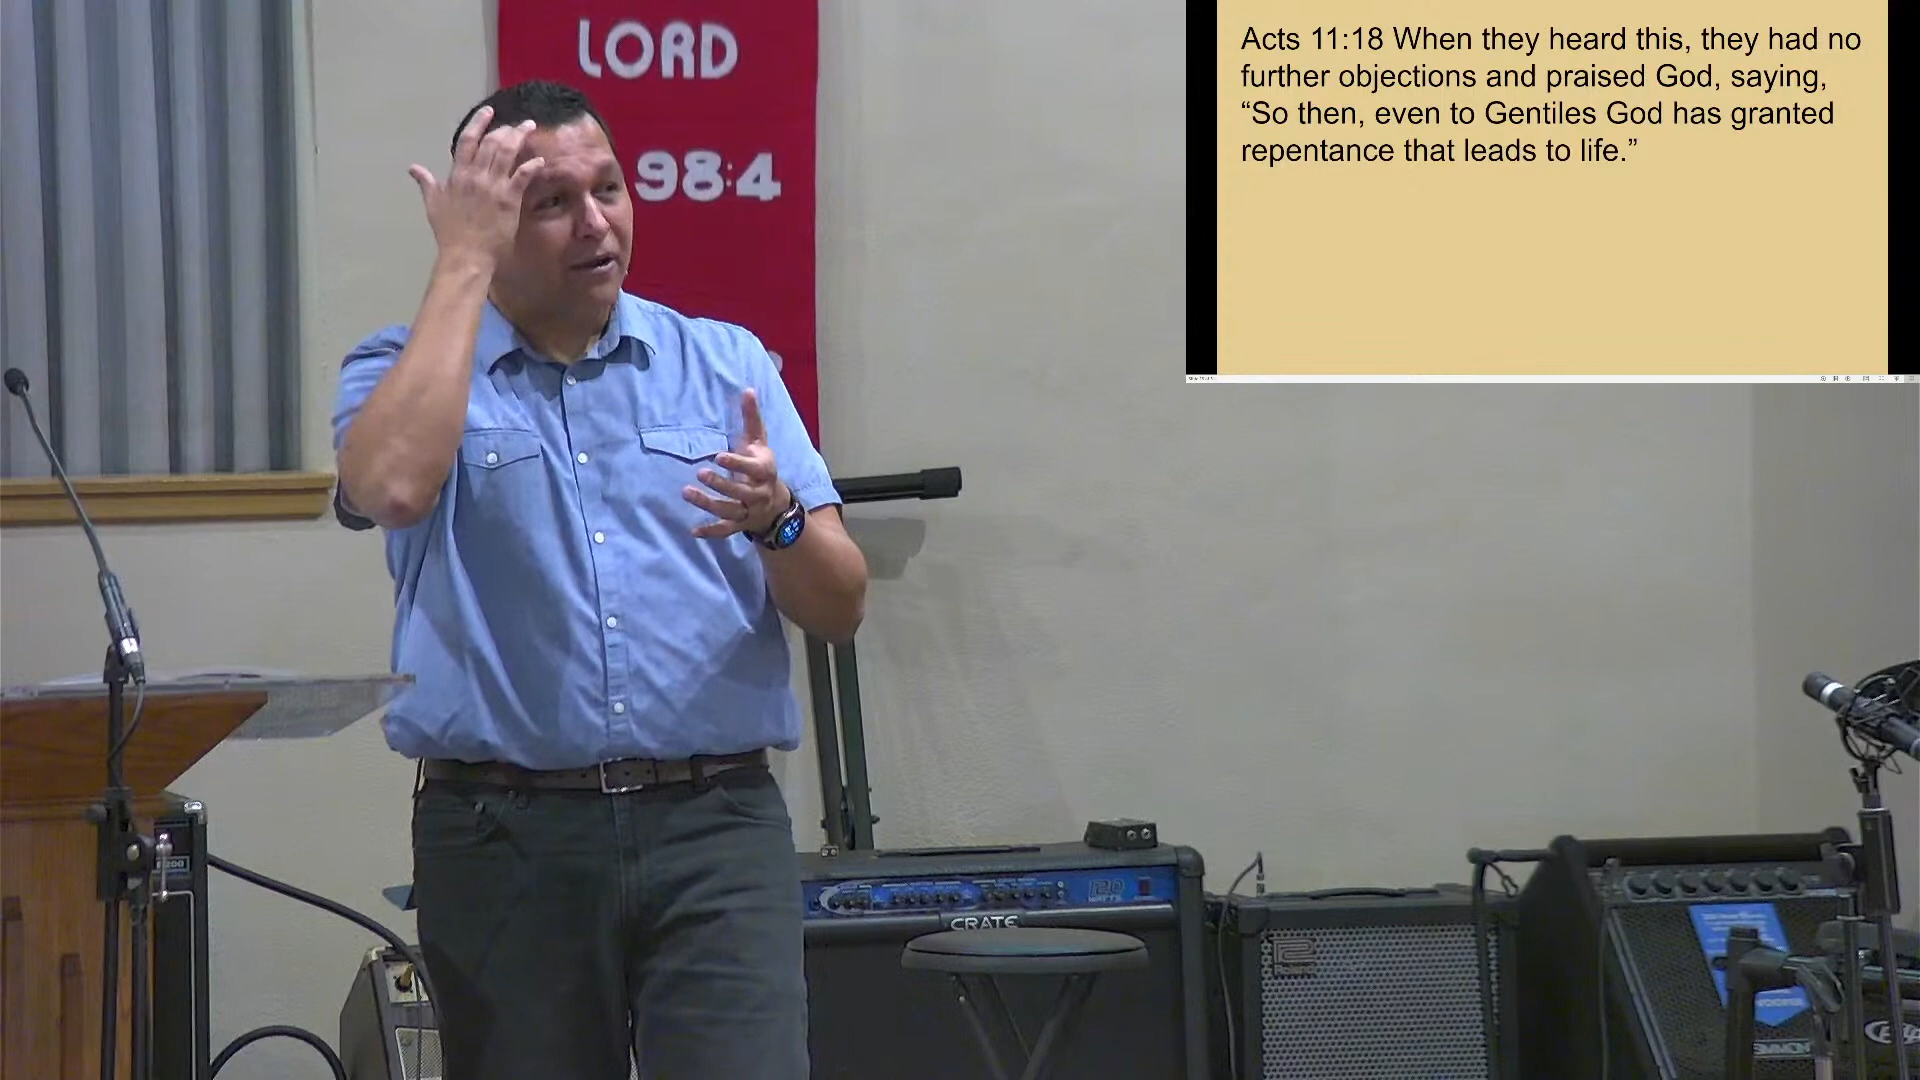 LORD
98:4
Acts 11:18 When they heard this, they had no
further objections and praised God, saying,
“So then, even to Gentiles God has granted
repentance that leads to life.”
120
WATTS
CRATE